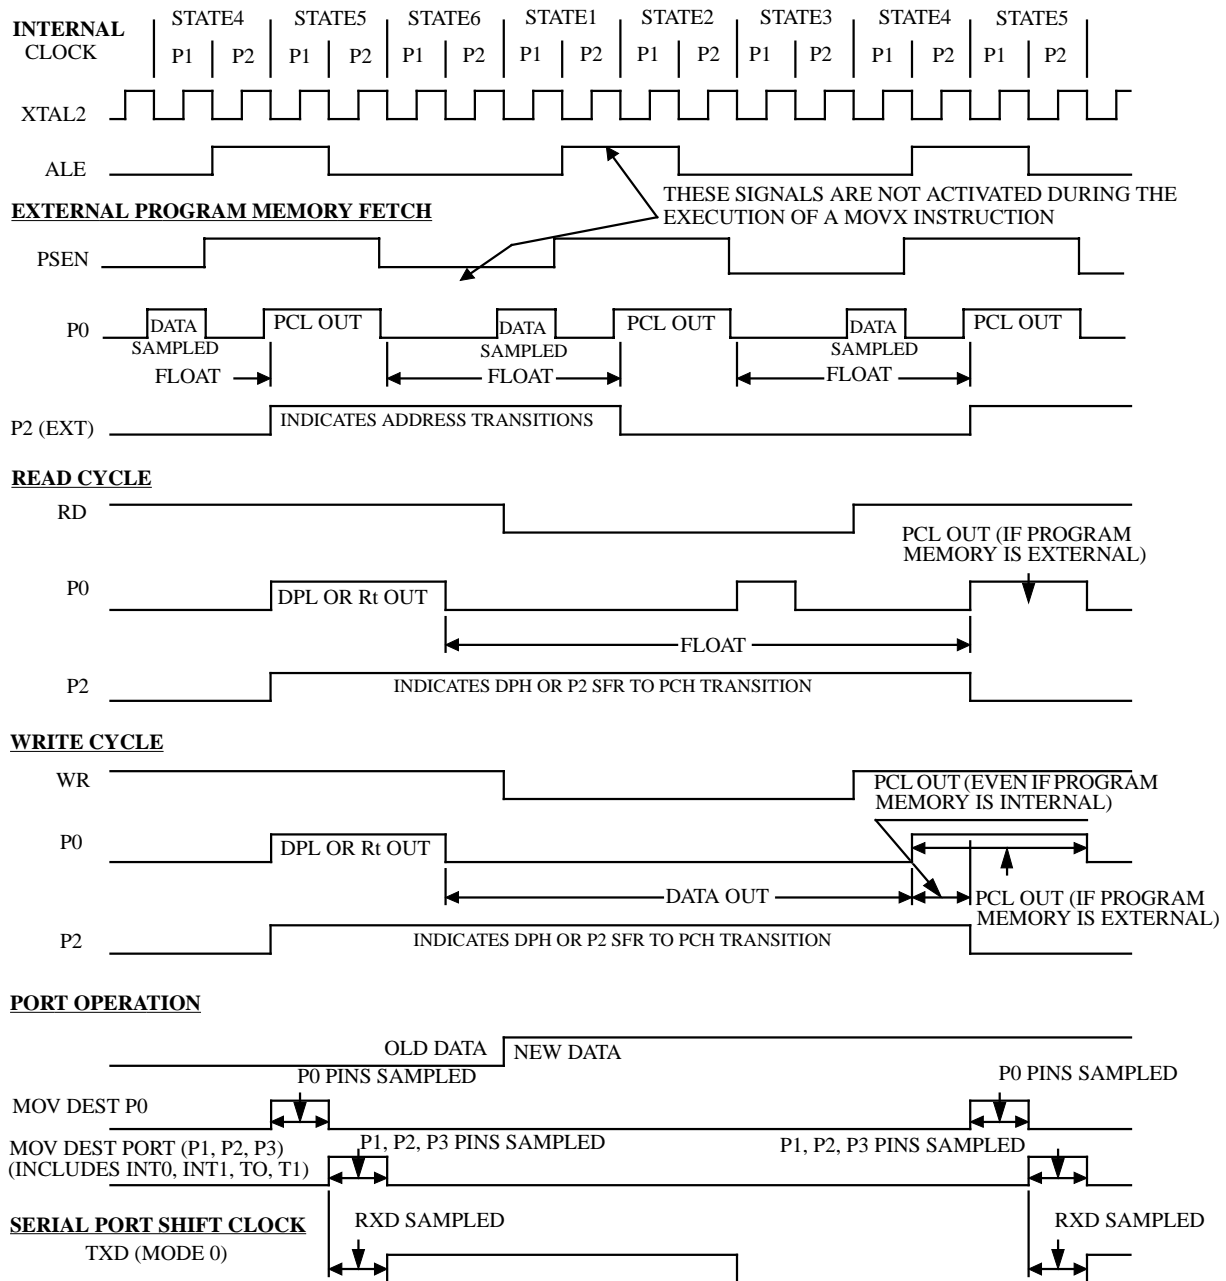 INTERNAL
CLOCK
STATE4 STATE5 STATE6 STATE1 STATE2 STATE3 STATE4 STATE5
P1 P2 P1 P2 P1 P2 P1 P2 P1 P2 P1 P2 P1 P2 P1 P2
XTAL2
ALE
THESE SIGNALS ARE NOT ACTIVATED DURING THE
EXECUTION OF A MOVX INSTRUCTION
EXTERNAL PROGRAM MEMORY FETCH
PSEN
P0
DATA PCL OUT DATA PCL OUT DATA PCL OUT
SAMPLED SAMPLED SAMPLED
FLOAT FLOAT FLOAT
P2 (EXT)
INDICATES ADDRESS TRANSITIONS
READ CYCLE
RD
PCL OUT (IF PROGRAM
MEMORY IS EXTERNAL)
P0
DPL OR Rt OUT
FLOAT
P2
INDICATES DPH OR P2 SFR TO PCH TRANSITION
WRITE CYCLE
WR
PCL OUT (EVEN IF PROGRAM
MEMORY IS INTERNAL)
P0
DPL OR Rt OUT
DATA OUT
PCL OUT (IF PROGRAM
MEMORY IS EXTERNAL)
P2
INDICATES DPH OR P2 SFR TO PCH TRANSITION
PORT OPERATION
OLD DATA NEW DATA
P0 PINS SAMPLED P0 PINS SAMPLED
MOV DEST P0
MOV DEST PORT (P1, P2, P3)
(INCLUDES INT0, INT1, TO, T1)
P1, P2, P3 PINS SAMPLED P1, P2, P3 PINS SAMPLED
SERIAL PORT SHIFT CLOCK
RXD SAMPLED RXD SAMPLED
TXD (MODE 0)